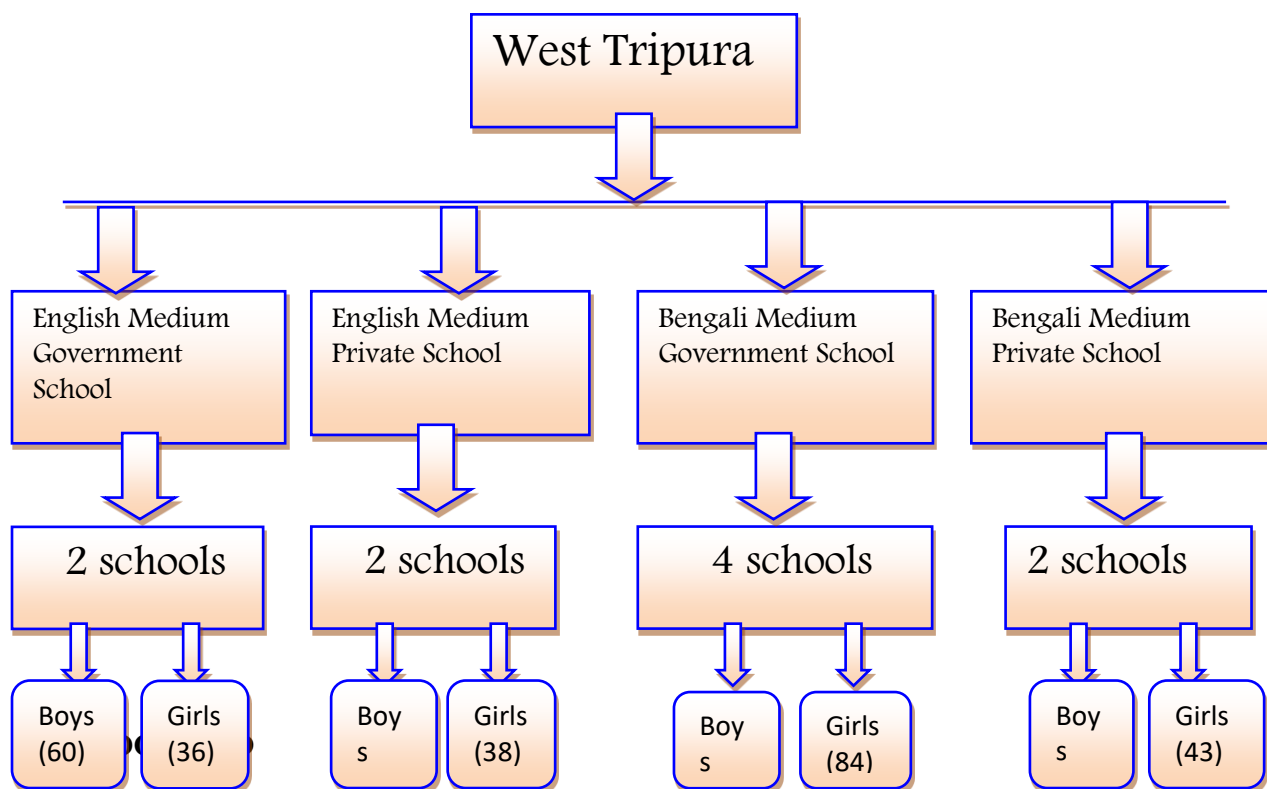 West Tripura
English Medium
Government
School
English Medium
Private School
Bengali Medium
Government School
Bengali Medium
Private School
2 schools
2 schools
4 schools
2 schools
Boys
(60)
Girls
(36)
Boy
s
Girls
(38)
Boy
s
Girls
(84)
Boy
s
Girls
(43)